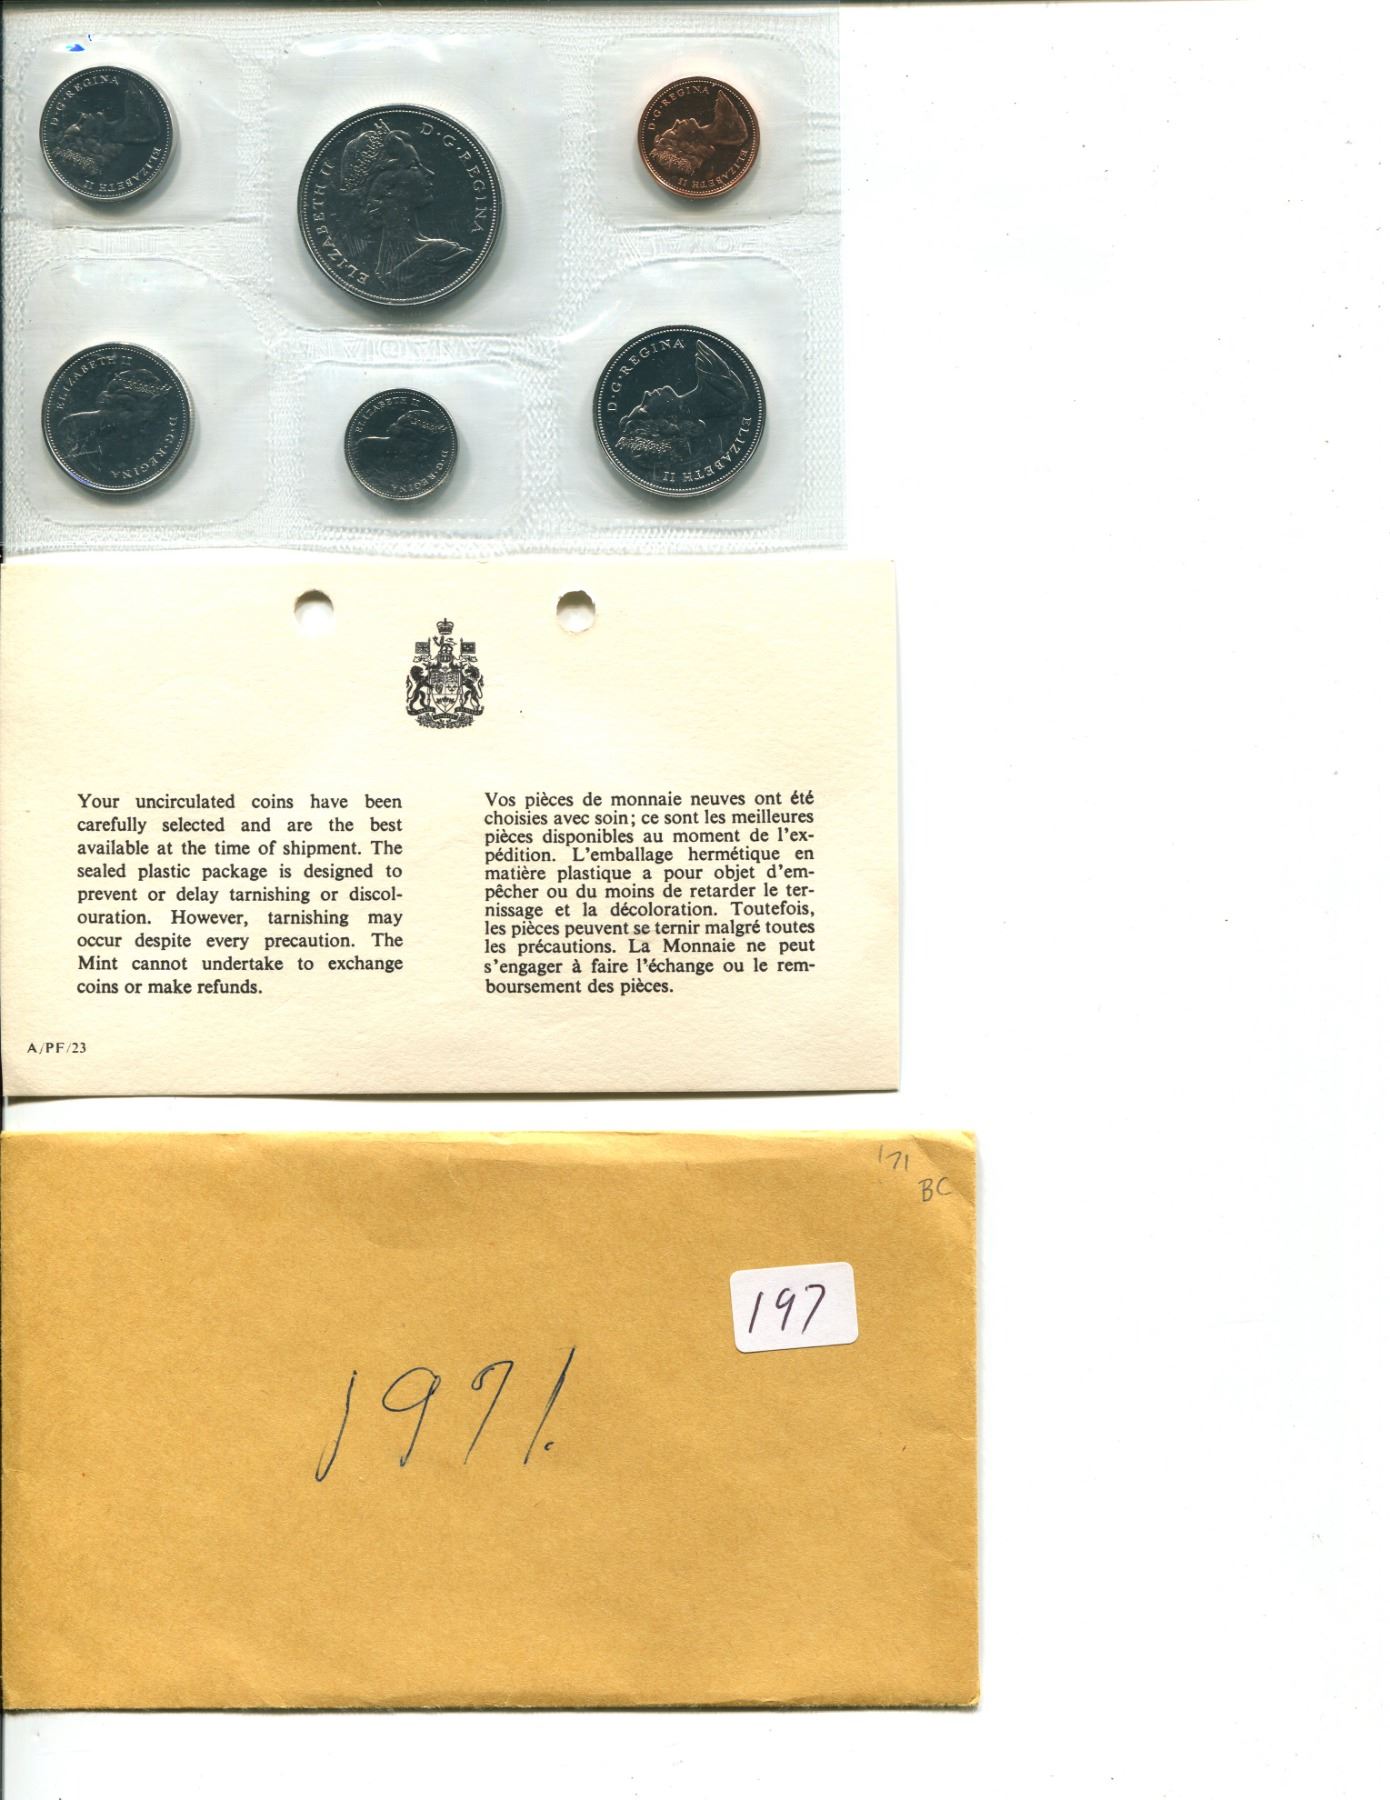 D·G·REGINA
ELIZABETH II
ELIZABETH II
D·G·REGINA
D·G·REGINA
ELIZABETH II
ELIZABETH II
D·G·REGINA
ELIZABETH II
D·G·REGINA
D·G·REGINA
ELIZABETH II
Your uncirculated coins have been
carefully selected and are the best
available at the time of shipment. The
sealed plastic package is designed to
prevent or delay tarnishing or discol-
ouration. However, tarnishing may
occur despite every precaution. The
Mint cannot undertake to exchange
coins or make refunds.
Vos pièces de monnaie neuves ont été
choisies avec soin; ce sont les meilleures
pièces disponibles au moment de l'ex-
pédition. L'emballage hermétique en
matière plastique a pour objet d'em-
pêcher ou du moins de retarder le ter-
nissage et la décoloration. Toutefois,
les pièces peuvent se ternir malgré toutes
les précautions. La Monnaie ne peut
s'engager à faire l'échange ou le rem-
boursement des pièces.
A/PF/23
'71
BC
197
1971.